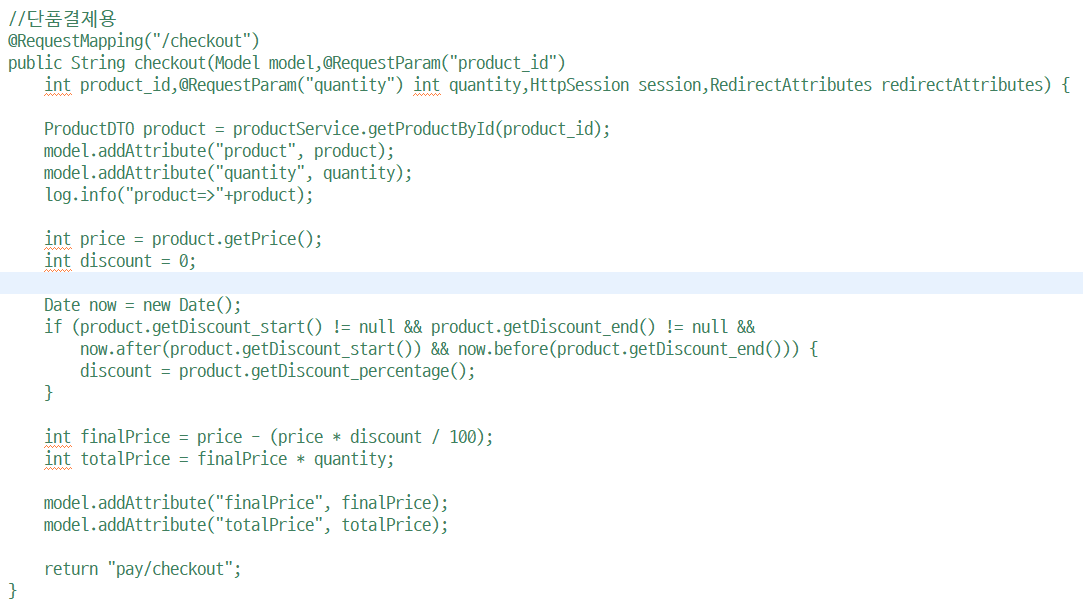 //단품결제용
@RequestMapping("/checkout")
public String checkout(Model model,@RequestParam("product_id")
    int product_id,@RequestParam("quantity") int quantity,HttpSession session,RedirectAttributes redirectAttributes) {

    ProductDTO product = productService.getProductById(product_id);
    model.addAttribute("product", product);
    model.addAttribute("quantity", quantity);
    log.info("product=>"+product);

    int price = product.getPrice();
    int discount = 0;

    Date now = new Date();
    if (product.getDiscount_start() != null && product.getDiscount_end() != null &&
        now.after(product.getDiscount_start()) && now.before(product.getDiscount_end())) {
        discount = product.getDiscount_percentage();
    }

    int finalPrice = price - (price * discount / 100);
    int totalPrice = finalPrice * quantity;

    model.addAttribute("finalPrice", finalPrice);
    model.addAttribute("totalPrice", totalPrice);

    return "pay/checkout";
}